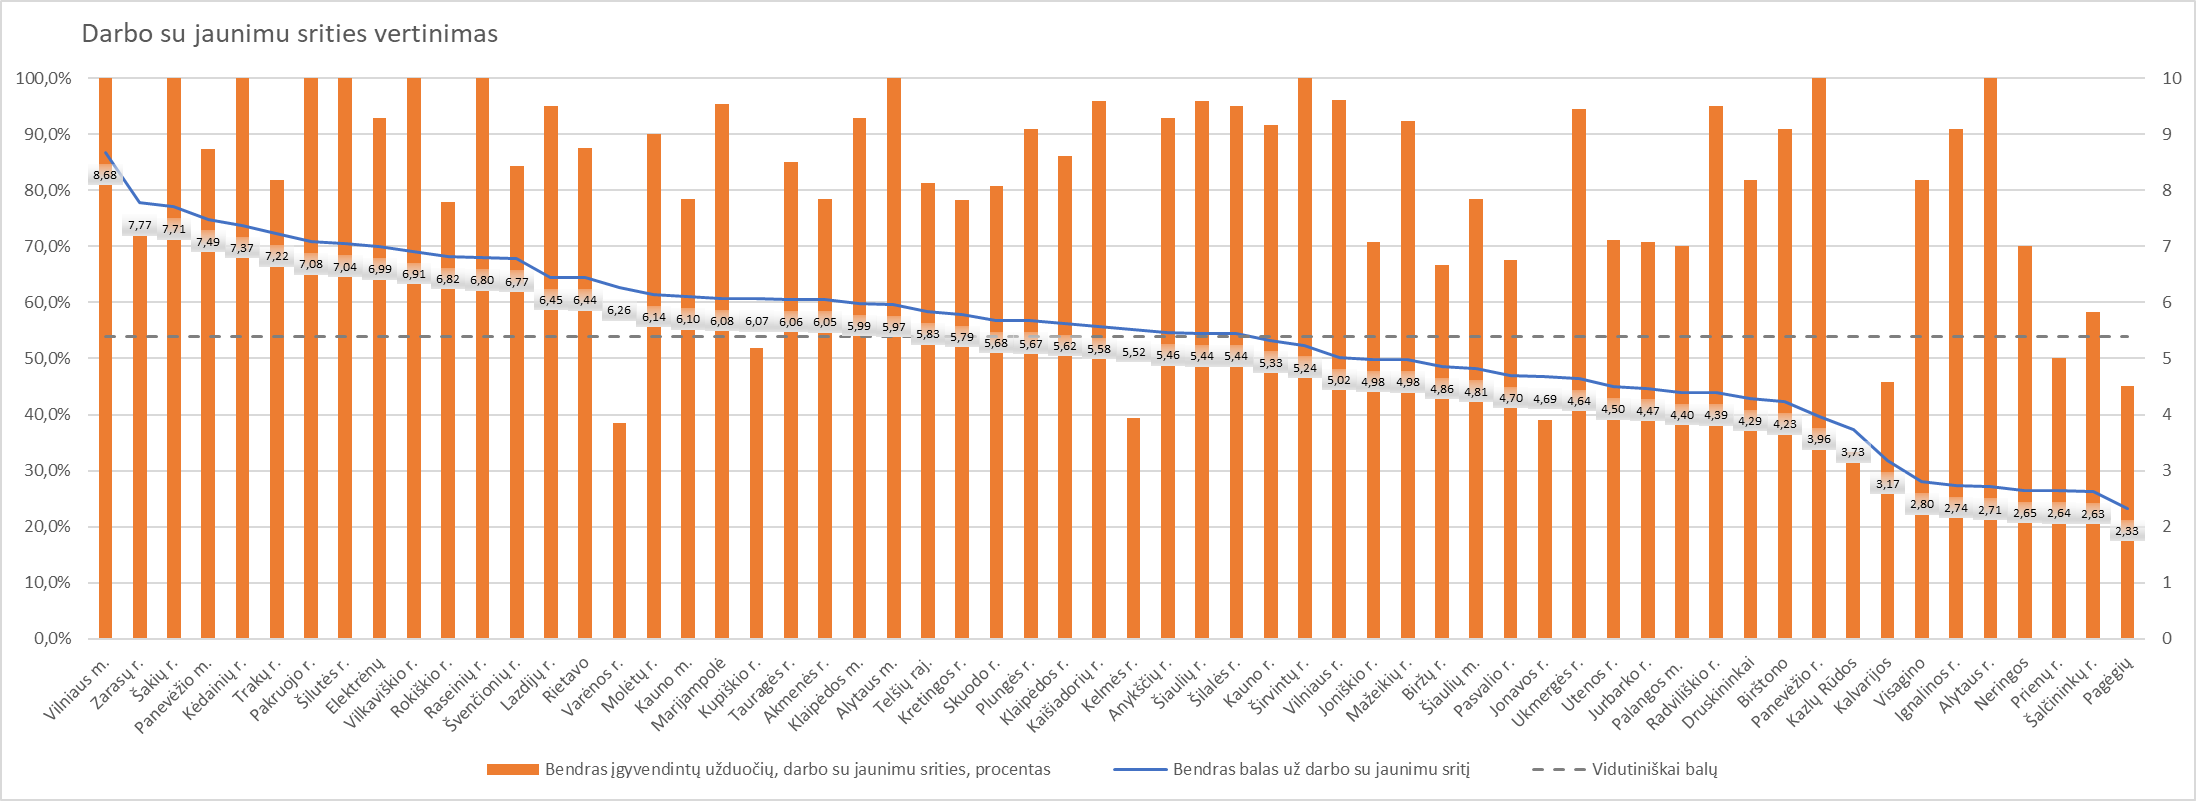 Darbo su jaunimu srities vertinimas
100,0%
90,0%
80,0%
70,0%
60,0%
50,0%
40,0%
30,0%
20,0%
10,0%
0,0%
10
9
8
7
6
5
4
3
2
1
0
8,68
7,77
7,71
7,49
7,37
7,22
7,08
7,04
6,99
6,91
6,82
6,80
6,77
6,45
6,44
6,26
6,14
6,10
6,08
6,07
6,06
6,05
5,99
5,97
5,83
5,79
5,68
5,67
5,62
5,58
5,52
5,46
5,44
5,44
5,33
5,24
5,02
4,98
4,98
4,86
4,81
4,70
4,69
4,64
4,50
4,47
4,40
4,39
4,29
4,23
3,96
3,73
3,17
2,80
2,74
2,71
2,65
2,64
2,63
2,33
Vilniaus m.
Zarasų r.
Šakių r.
Panevėžio m.
Kėdainių r.
Trakų r.
Pakruojo r.
Šilutės r.
Elektrėnų
Vilkaviškio r.
Rokiškio r.
Raseinių r.
Švenčionių r.
Lazdijų r.
Rietavo
Varėnos r.
Molėtų r.
Kauno m.
Marijampolė
Kupiškio r.
Tauragės r.
Akmenės r.
Klaipėdos m.
Alytaus m.
Telšių raj.
Kretingos r.
Skuodo r.
Plungės r.
Klaipėdos r.
Kaišiadorių r.
Kelmės r.
Anykščių r.
Šiaulių r.
Šilalės r.
Kauno r.
Širvintų r.
Vilniaus r.
Joniškio r.
Mažeikių r.
Biržų r.
Šiaulių m.
Pasvalio r.
Jonavos r.
Ukmergės r.
Utenos r.
Jurbarko r.
Palangos m.
Radviliškio r.
Druskininkai
Birštono
Panevėžio r.
Kazlų Rūdos
Kalvarijos
Visagino
Ignalinos r.
Alytaus r.
Neringos
Prienų r.
Šalčininkų r.
Pagėgių
Bendras įgyvendintų užduočių, darbo su jaunimu srities, procentas
Bendras balas už darbo su jaunimu sritį
Vidutiniškai balų